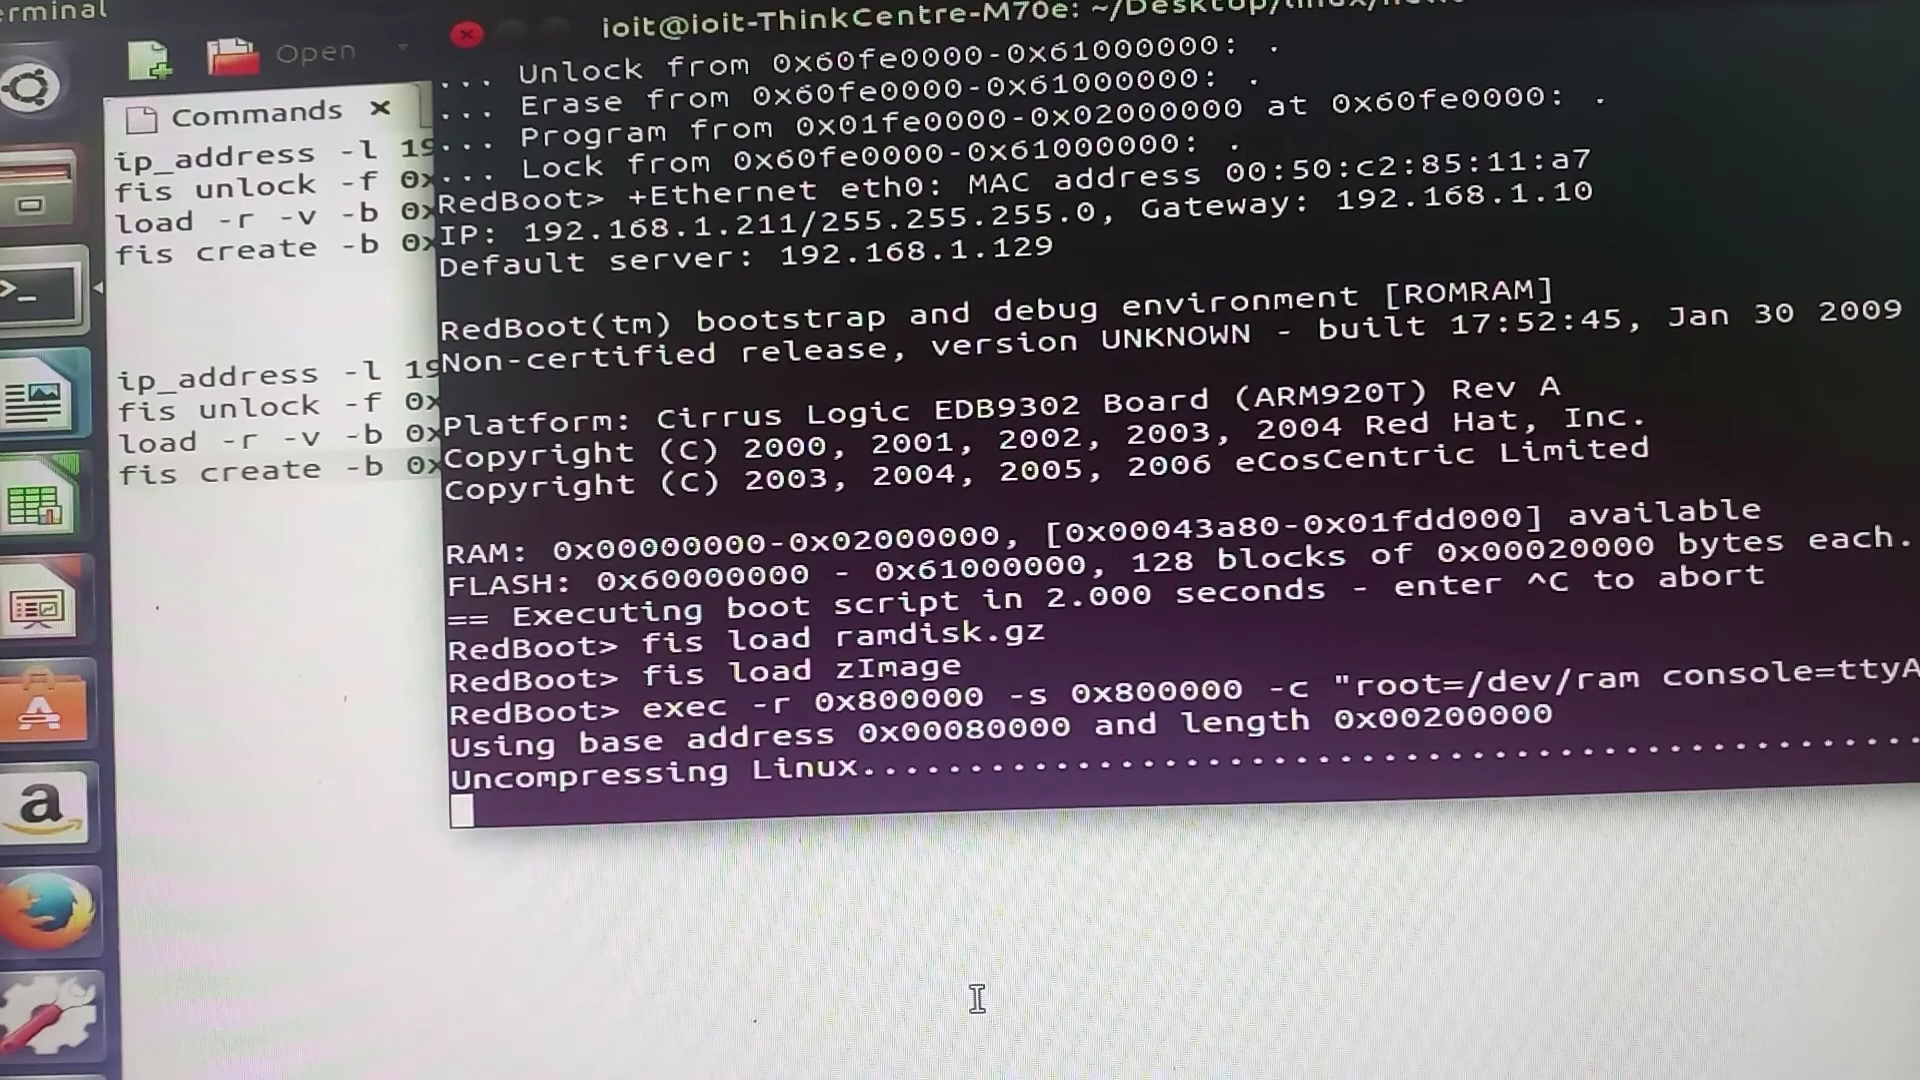 erminal
ioit@ioit-ThinkCentre-M70e: ~/Desktop/linux/
Open
Commands ×
ip_address -l 19
fis unlock -f 0x
load -r -v -b 0x
fis create -b 0x
ip_address -l 19
fis unlock -f 0x
load -r -v -b 0x
fis create -b 0x
... Unlock from 0x60fe0000-0x61000000: .
... Erase from 0x60fe0000-0x61000000: .
... Program from 0x01fe0000-0x02000000 at 0x60fe0000: .
... Lock from 0x60fe0000-0x61000000: .
RedBoot> +Ethernet eth0: MAC address 00:50:c2:85:11:a7
IP: 192.168.1.211/255.255.255.0, Gateway: 192.168.1.10
Default server: 192.168.1.129
RedBoot(tm) bootstrap and debug environment [ROMRAM]
Non-certified release, version UNKNOWN - built 17:52:45, Jan 30 2009
Platform: Cirrus Logic EDB9302 Board (ARM920T) Rev A
Copyright (C) 2000, 2001, 2002, 2003, 2004 Red Hat, Inc.
Copyright (C) 2003, 2004, 2005, 2006 eCosCentric Limited
RAM: 0x00000000-0x02000000, [0x00043a80-0x01fdd000] available
FLASH: 0x60000000 - 0x61000000, 128 blocks of 0x00020000 bytes each.
== Executing boot script in 2.000 seconds - enter ^C to abort
RedBoot> fis load ramdisk.gz
RedBoot> fis load zImage
RedBoot> exec -r 0x800000 -s 0x800000 -c "root=/dev/ram console=ttyA
Using base address 0x00080000 and length 0x00200000
Uncompressing Linux.................................................
a